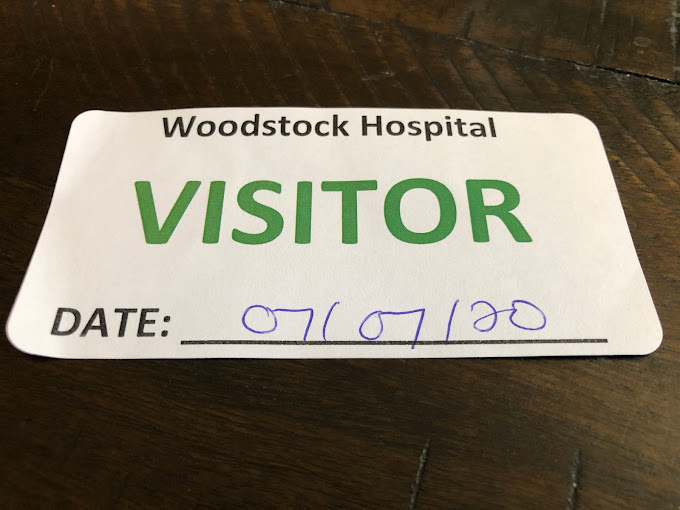 Woodstock Hospital
VISITOR
DATE: 07/07/20